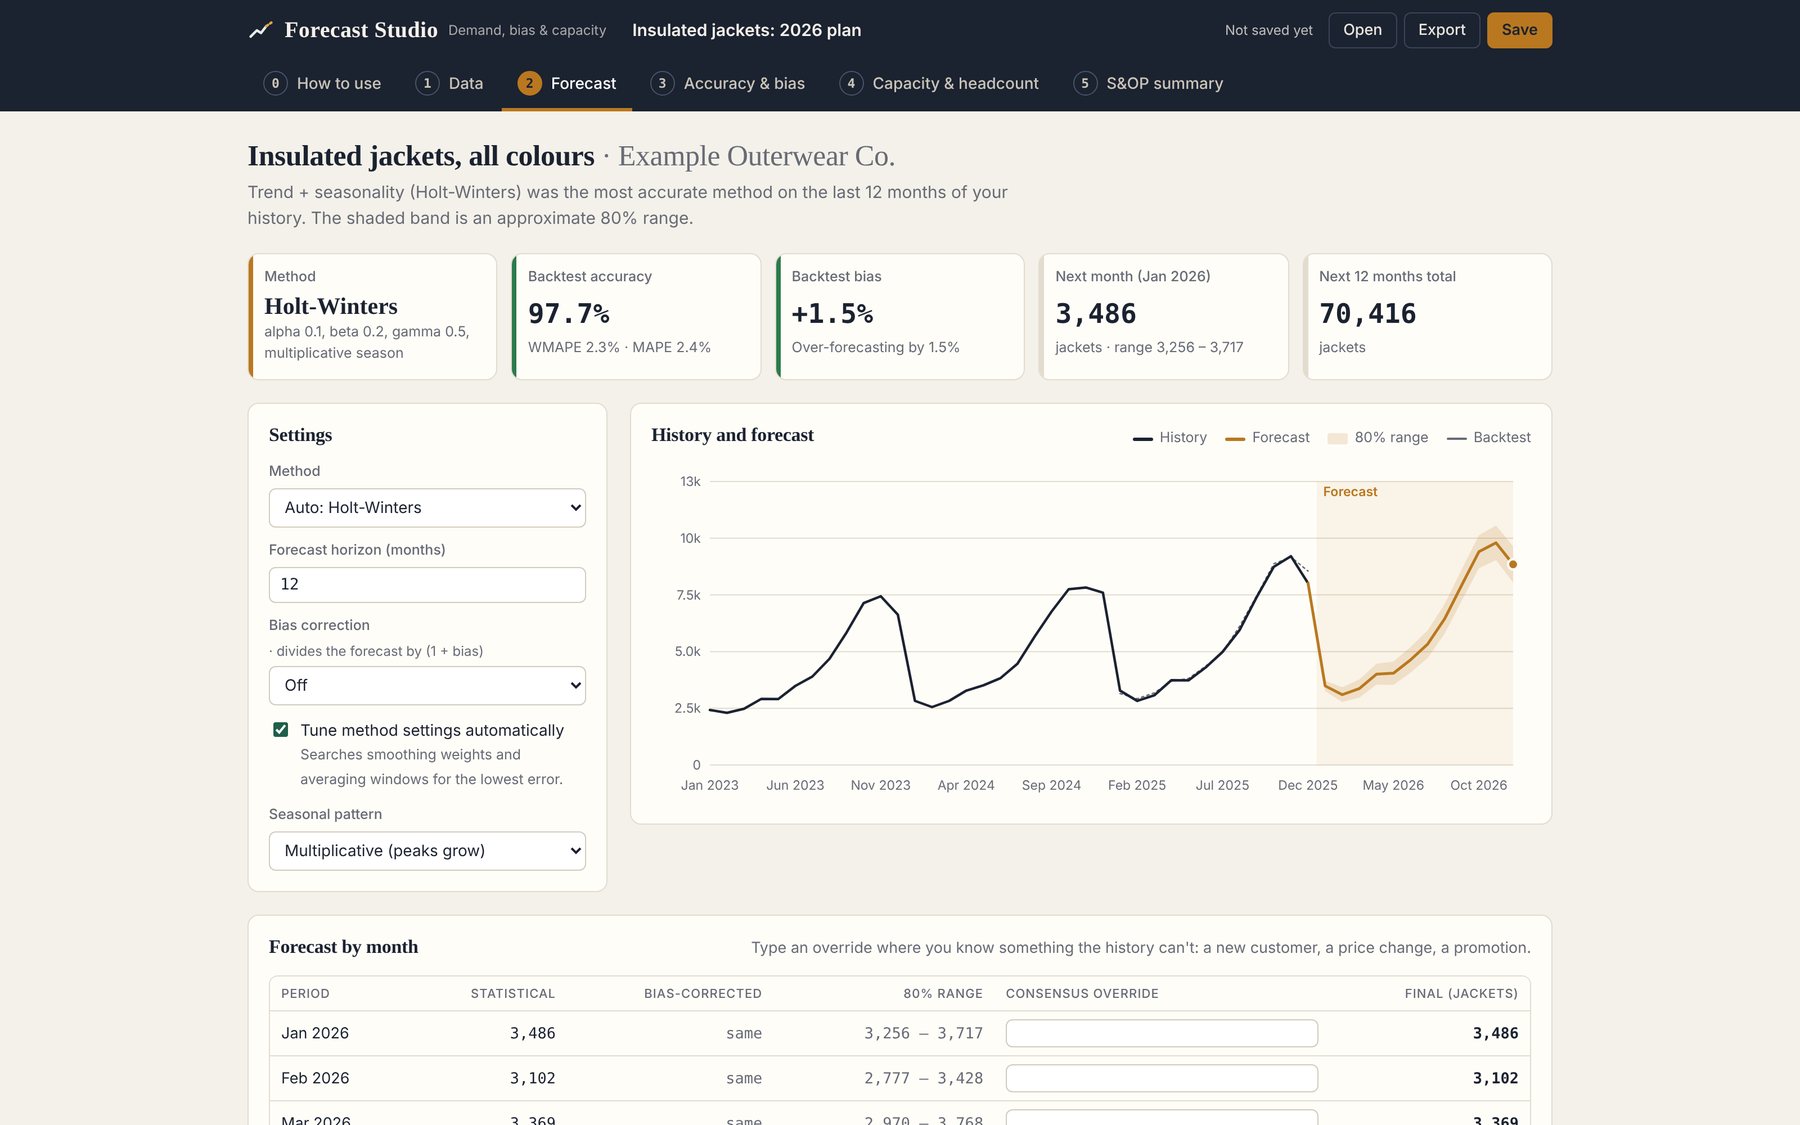 Forecast Studio Demand, bias & capacity Insulated jackets: 2026 plan Not saved yet Open Export Save
0 How to use 1 Data 2 Forecast 3 Accuracy & bias 4 Capacity & headcount 5 S&OP summary
Insulated jackets, all colours · Example Outerwear Co.
Trend + seasonality (Holt-Winters) was the most accurate method on the last 12 months of your
history. The shaded band is an approximate 80% range.
Method
Holt-Winters
alpha 0.1, beta 0.2, gamma 0.5,
multiplicative season
Backtest accuracy
97.7%
WMAPE 2.3% · MAPE 2.4%
Backtest bias
+1.5%
Over-forecasting by 1.5%
Next month (Jan 2026)
3,486
jackets · range 3,256 – 3,717
Next 12 months total
70,416
jackets
Settings
Method
Auto: Holt-Winters
Forecast horizon (months)
12
Bias correction
· divides the forecast by (1 + bias)
Off
Tune method settings automatically
Searches smoothing weights and
averaging windows for the lowest error.
Seasonal pattern
Multiplicative (peaks grow)
History and forecast
History Forecast 80% range Backtest
13k
Forecast
10k
7.5k
5.0k
2.5k
0
Jan 2023 Jun 2023 Nov 2023 Apr 2024 Sep 2024 Feb 2025 Jul 2025 Dec 2025 May 2026 Oct 2026
Forecast by month
Type an override where you know something the history can't: a new customer, a price change, a promotion.
PERIOD STATISTICAL BIAS-CORRECTED 80% RANGE CONSENSUS OVERRIDE FINAL (JACKETS)
Jan 2026 3,486 same 3,256 – 3,717 3,486
Feb 2026 3,102 same 2,777 – 3,428 3,102
Mar 2026 3,369 same 2,970 – 3,768 3,369